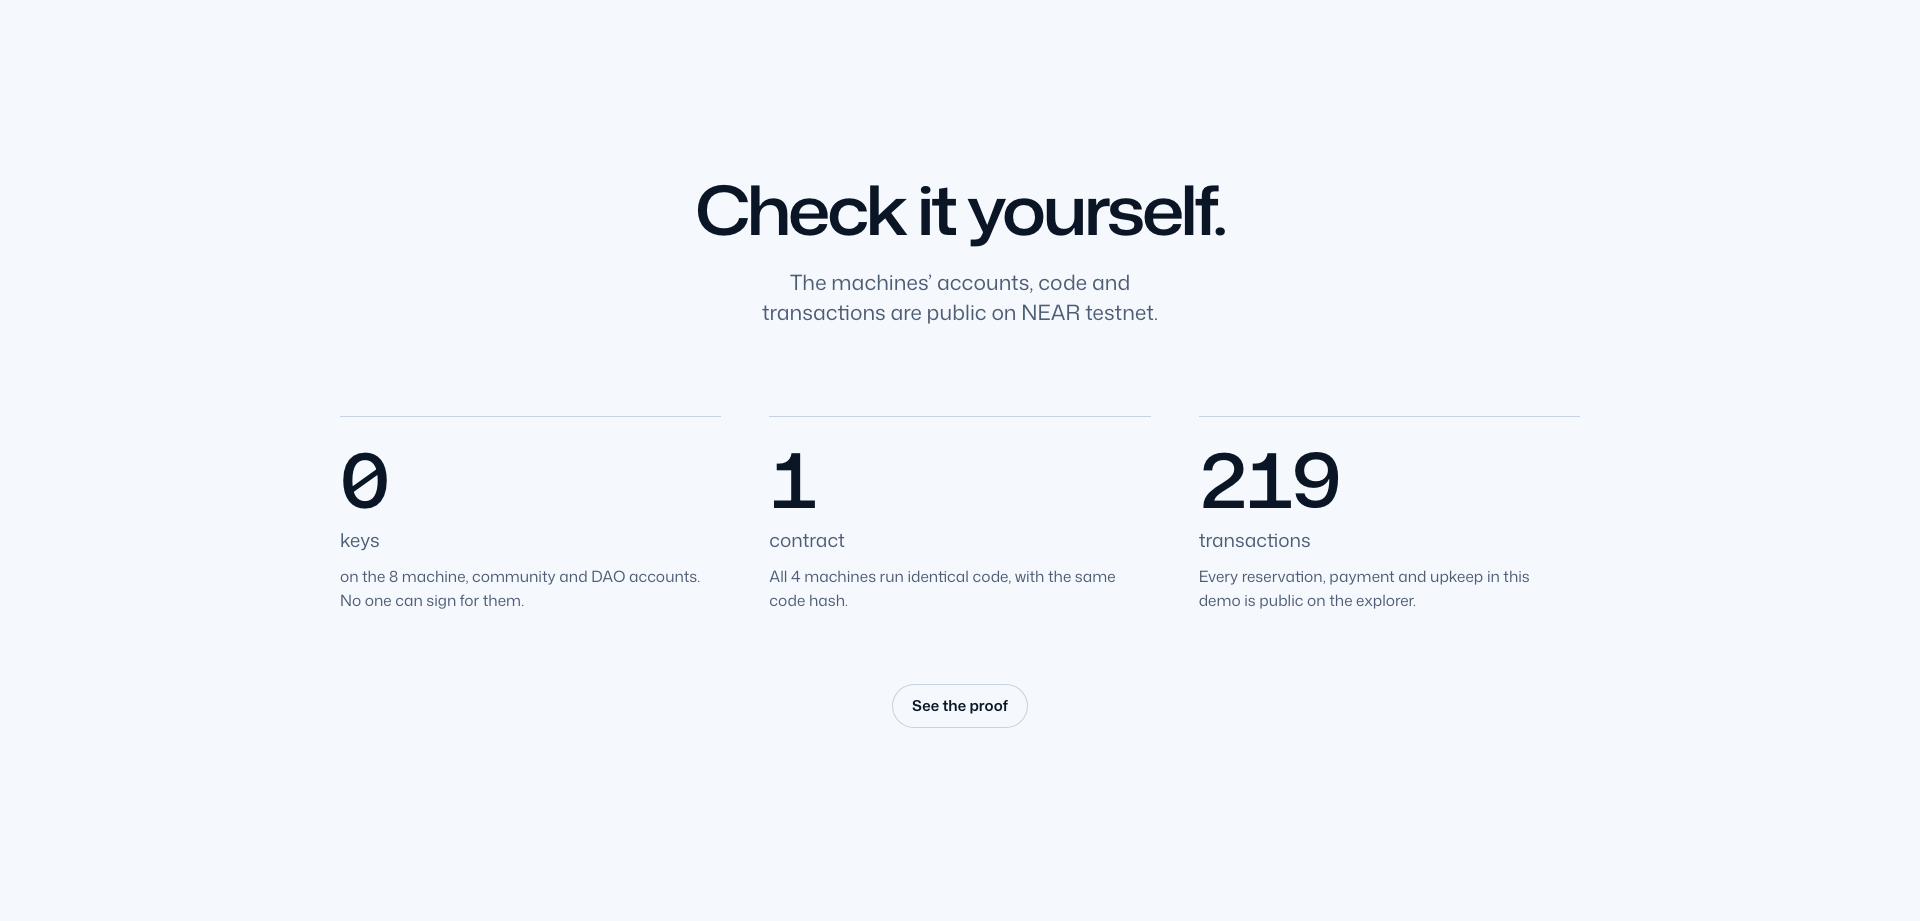 Check it yourself.
The machines’ accounts, code and
transactions are public on NEAR testnet.
0
keys
on the 8 machine, community and DAO accounts.
No one can sign for them.
1
contract
All 4 machines run identical code, with the same
code hash.
219
transactions
Every reservation, payment and upkeep in this
demo is public on the explorer.
See the proof